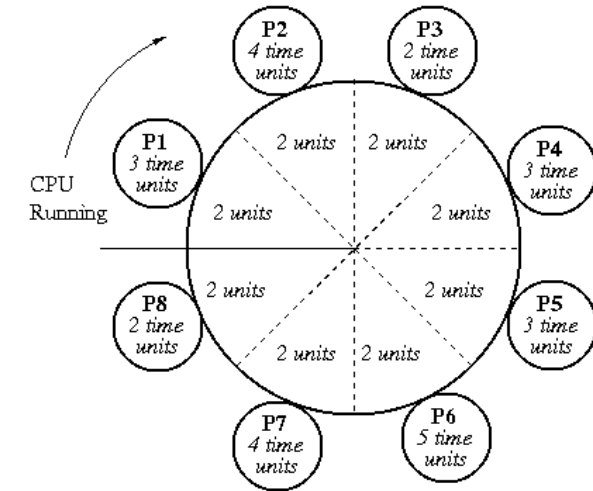 P2
4 time
units
P3
2 time
units
P1
3 time
units
2 units
2 units
P4
3 time
units
CPU
Running
2 units
2 units
P8
2 time
units
2 units
2 units
P5
3 time
units
2 units
2 units
P7
4 time
units
P6
5 time
units